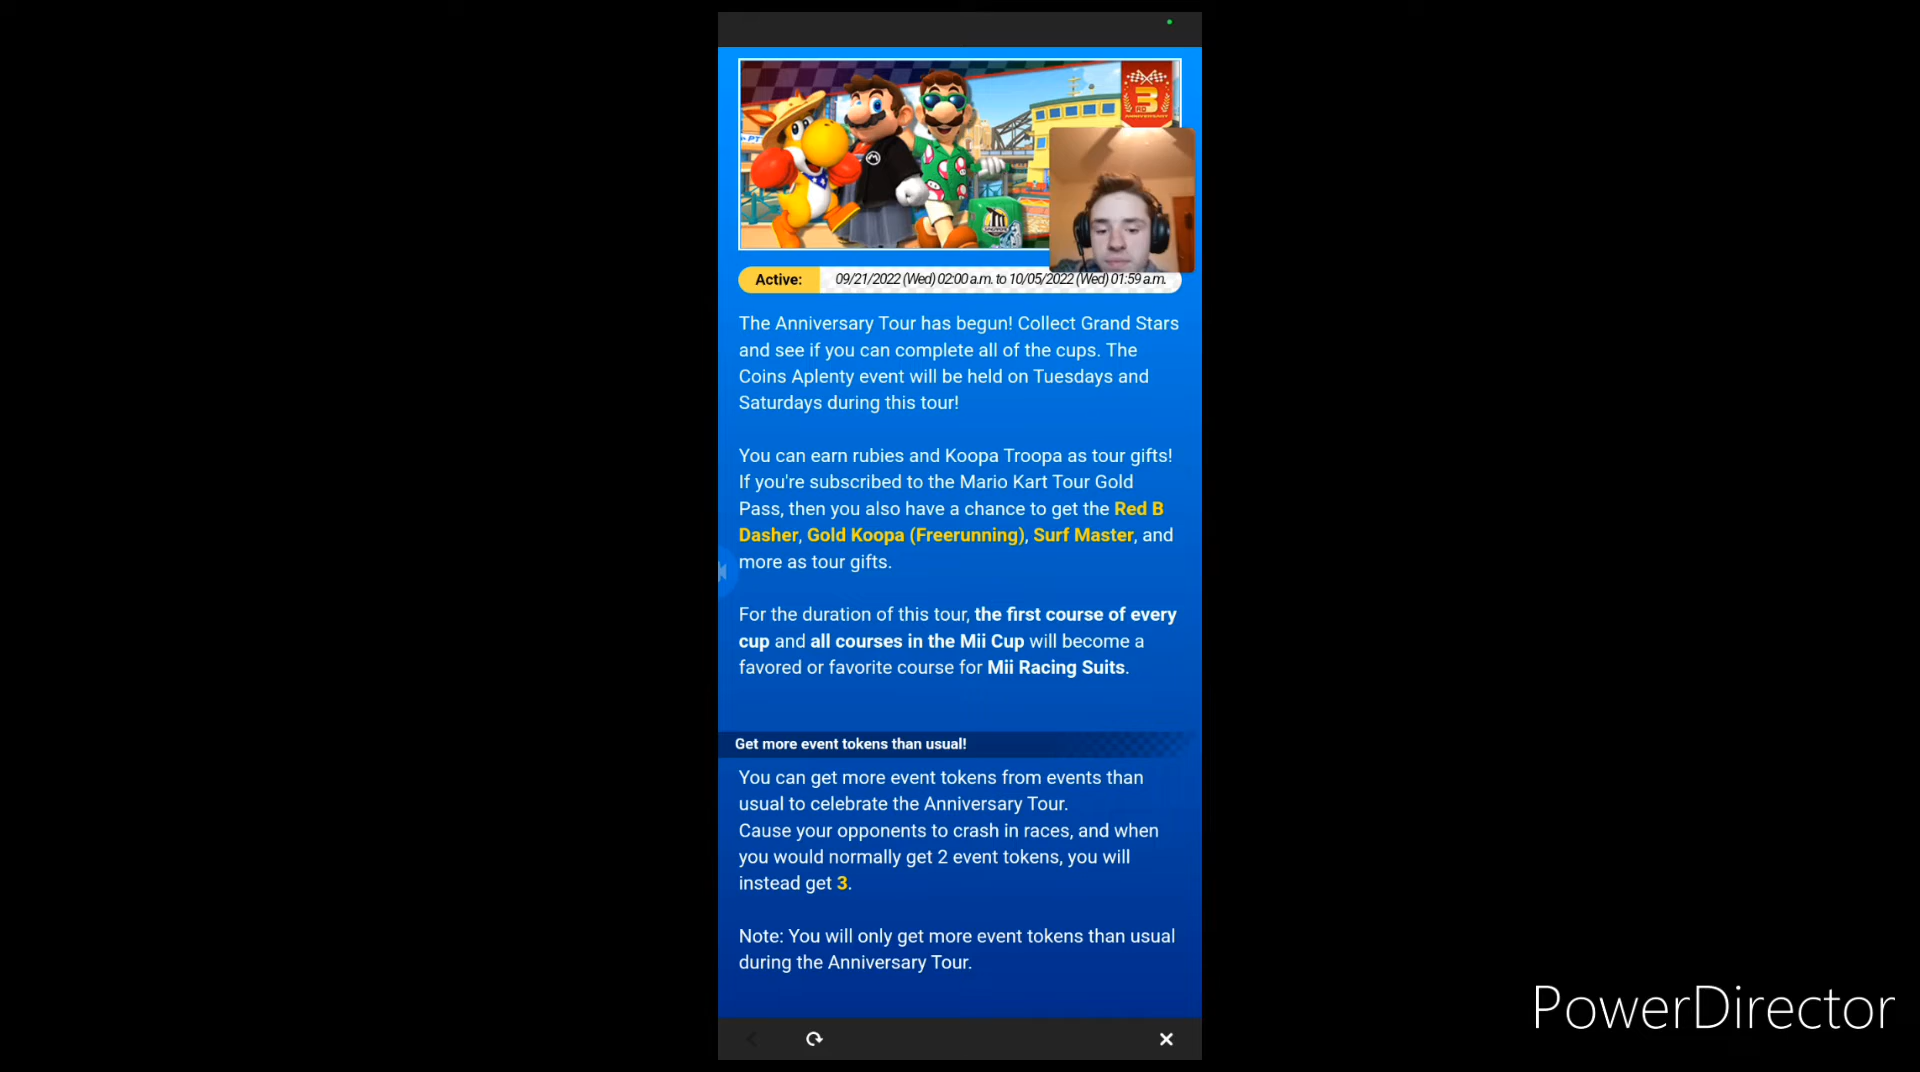 3
RD
ANNIVERSARY
Active:
09/21/2022 (Wed) 02:00 a.m. to 10/05/2022 (Wed) 01:59 a.m.
The Anniversary Tour has begun! Collect Grand Stars
and see if you can complete all of the cups. The
Coins Aplenty event will be held on Tuesdays and
Saturdays during this tour!
You can earn rubies and Koopa Troopa as tour gifts!
If you're subscribed to the Mario Kart Tour Gold
Pass, then you also have a chance to get the Red B
Dasher, Gold Koopa (Freerunning), Surf Master, and
more as tour gifts.
For the duration of this tour, the first course of every
cup and all courses in the Mii Cup will become a
favored or favorite course for Mii Racing Suits.
Get more event tokens than usual!
You can get more event tokens from events than
usual to celebrate the Anniversary Tour.
Cause your opponents to crash in races, and when
you would normally get 2 event tokens, you will
instead get 3.
Note: You will only get more event tokens than usual
during the Anniversary Tour.
PowerDirector